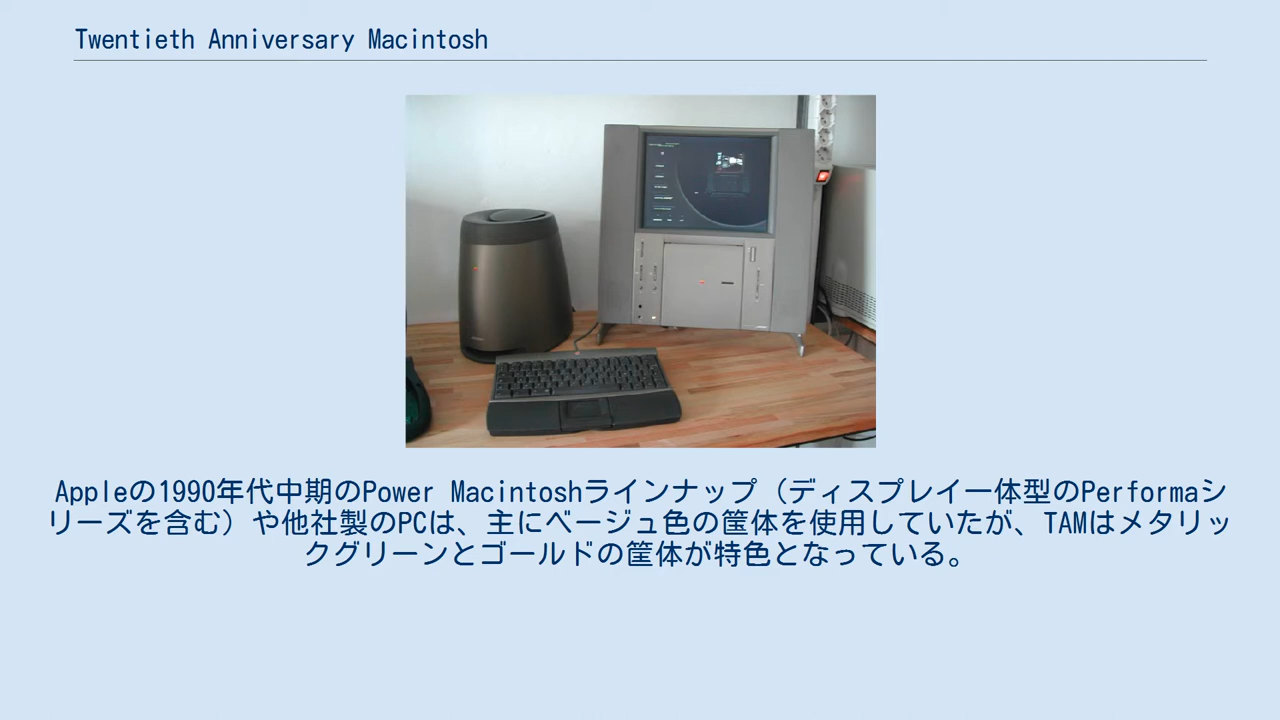 Twentieth Anniversary Macintosh
Appleの1990年代中期のPower Macintoshラインナップ（ディスプレイ一体型のPerformaシ
リーズを含む）や他社製のPCは、主にベージュ色の筐体を使用していたが、TAMはメタリッ
クグリーンとゴールドの筐体が特色となっている。